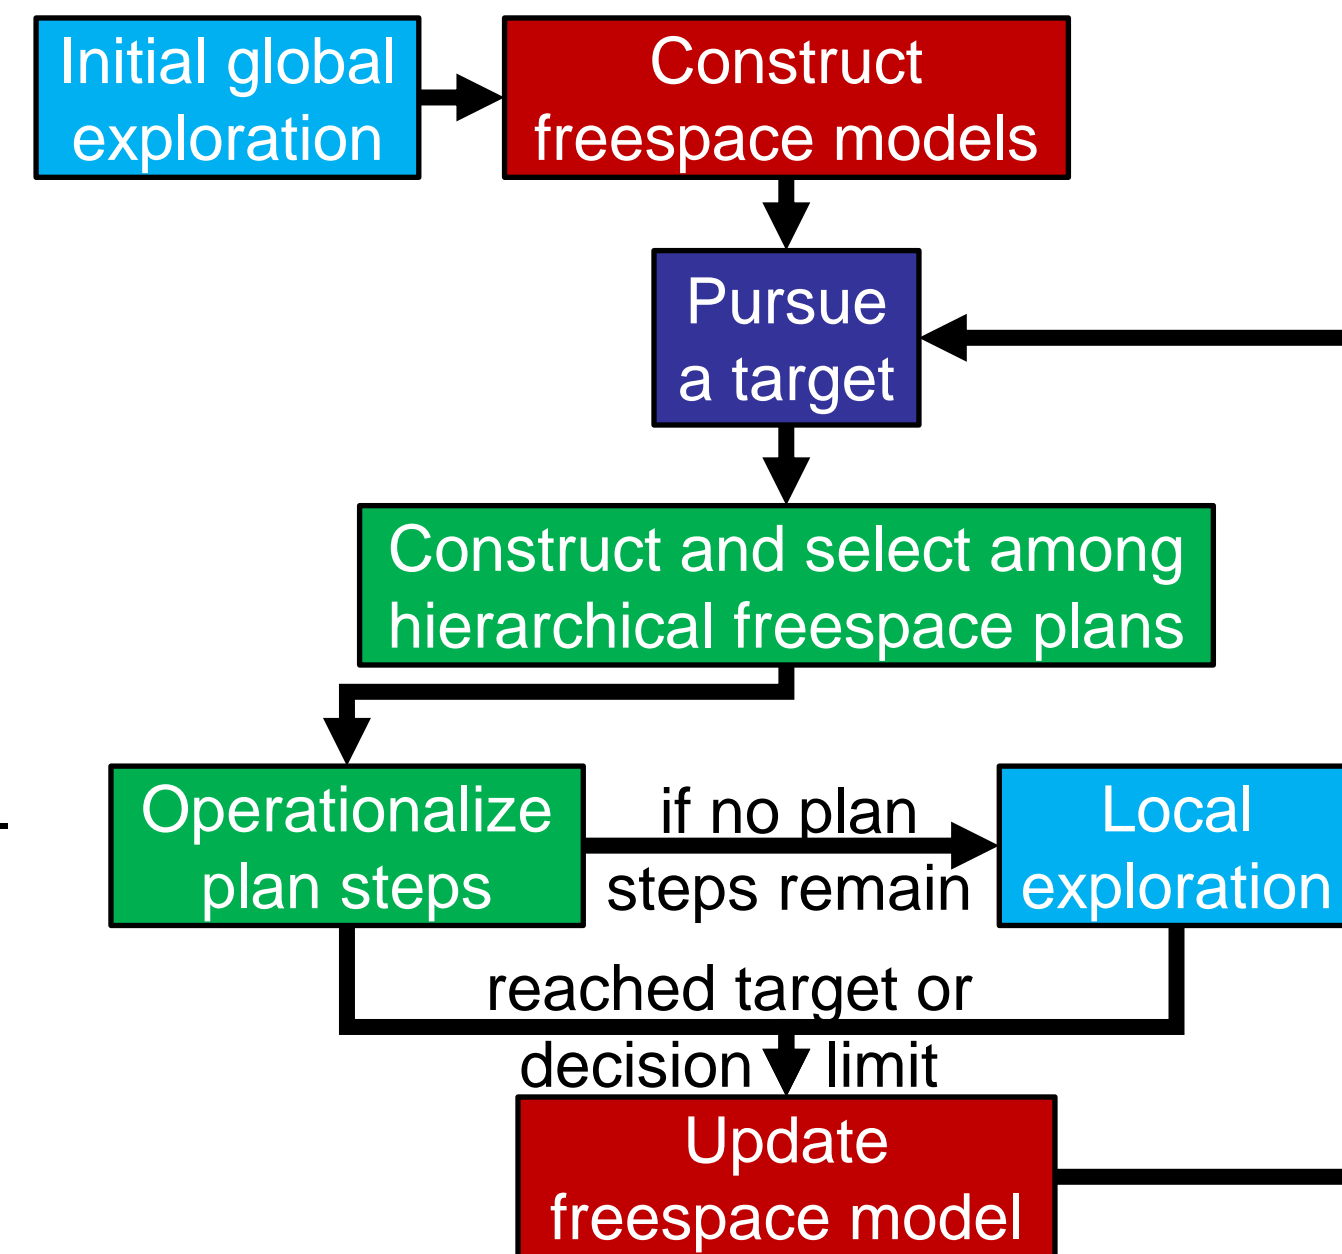 Initial global
exploration
Construct
freespace models
Pursue
a target
Construct and select among
hierarchical freespace plans
Operationalize
plan steps
if no plan
steps remain
Local
exploration
reached target or
decision limit
Update
freespace model